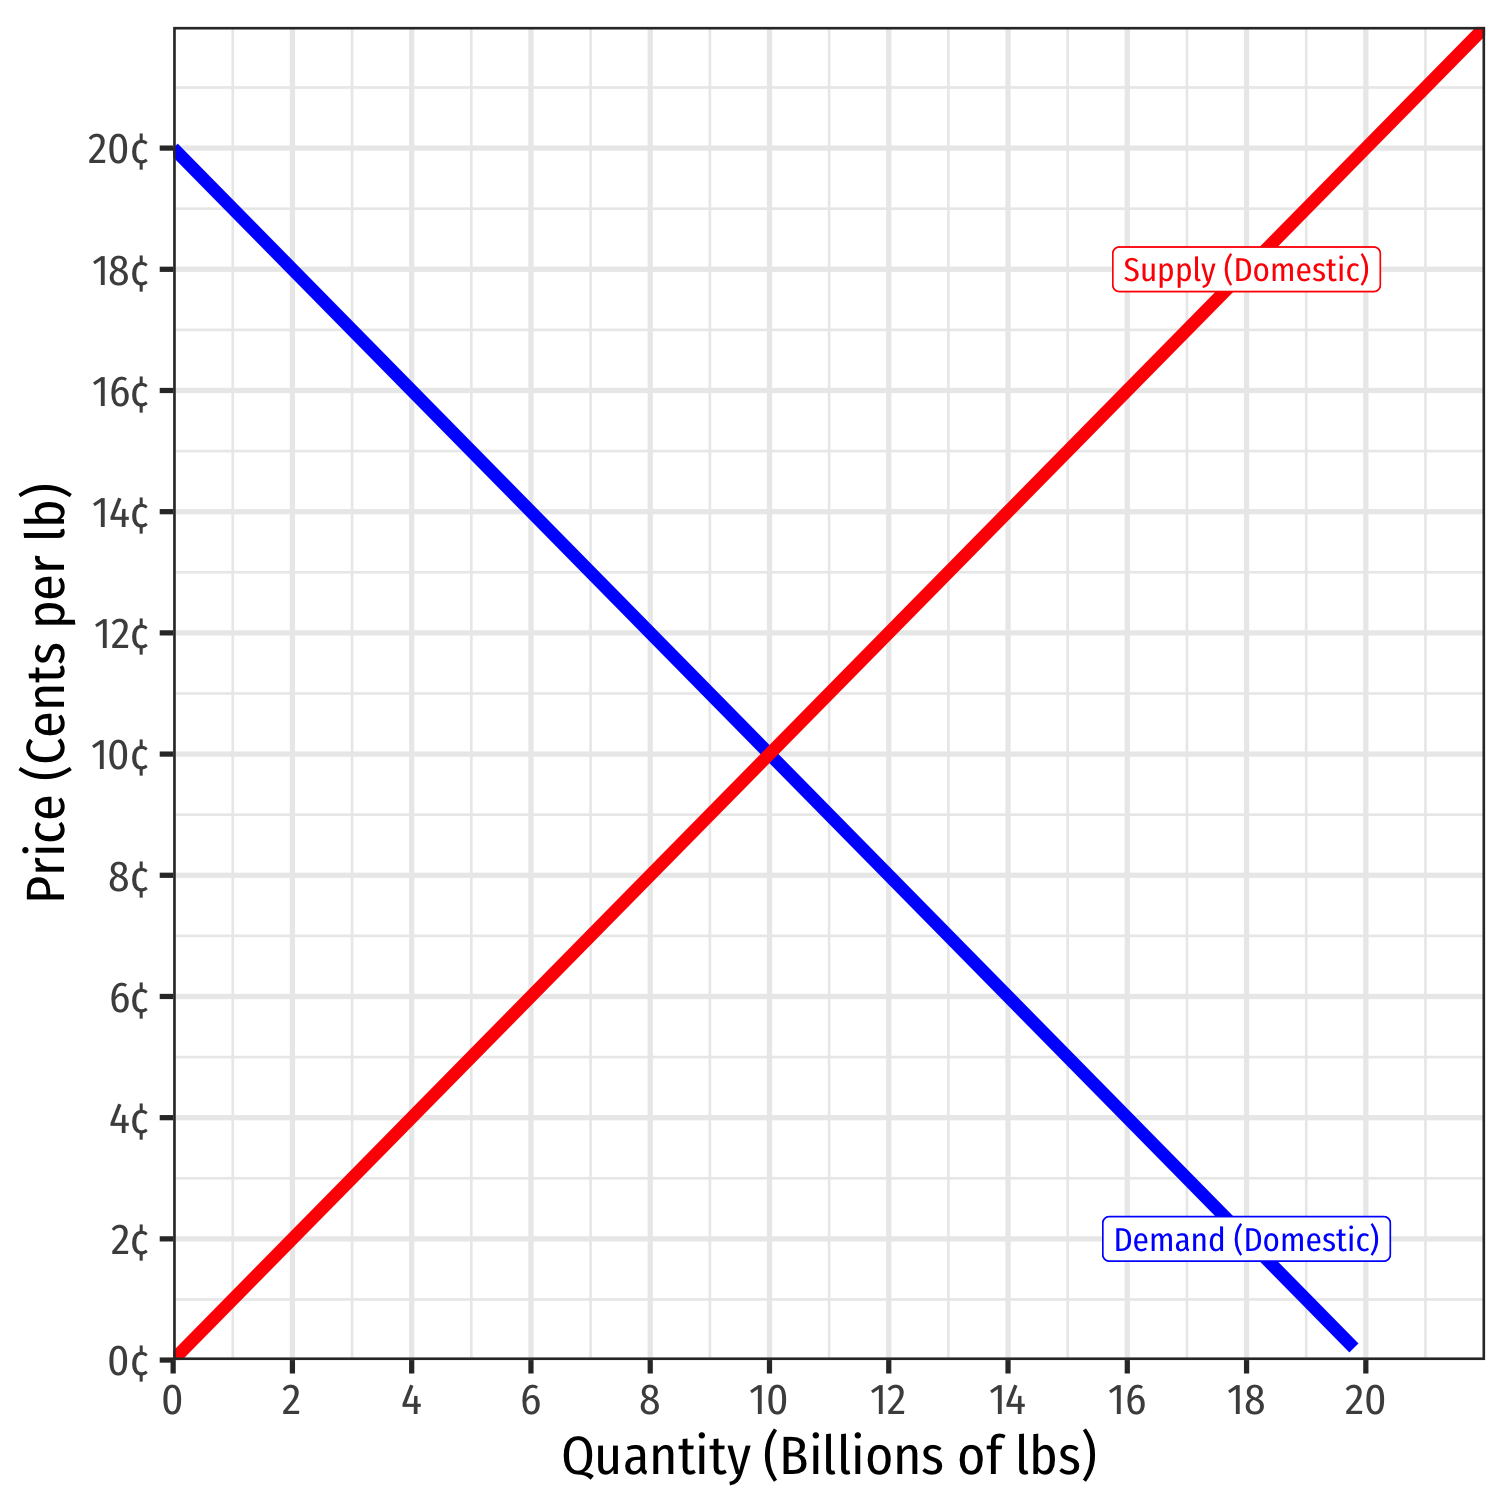 Price (Cents per lb)
20¢
18¢
16¢
14¢
12¢
10¢
8¢
6¢
4¢
2¢
0¢
Supply (Domestic)
Demand (Domestic)
0 2 4 6 8 10 12 14 16 18 20
Quantity (Billions of lbs)